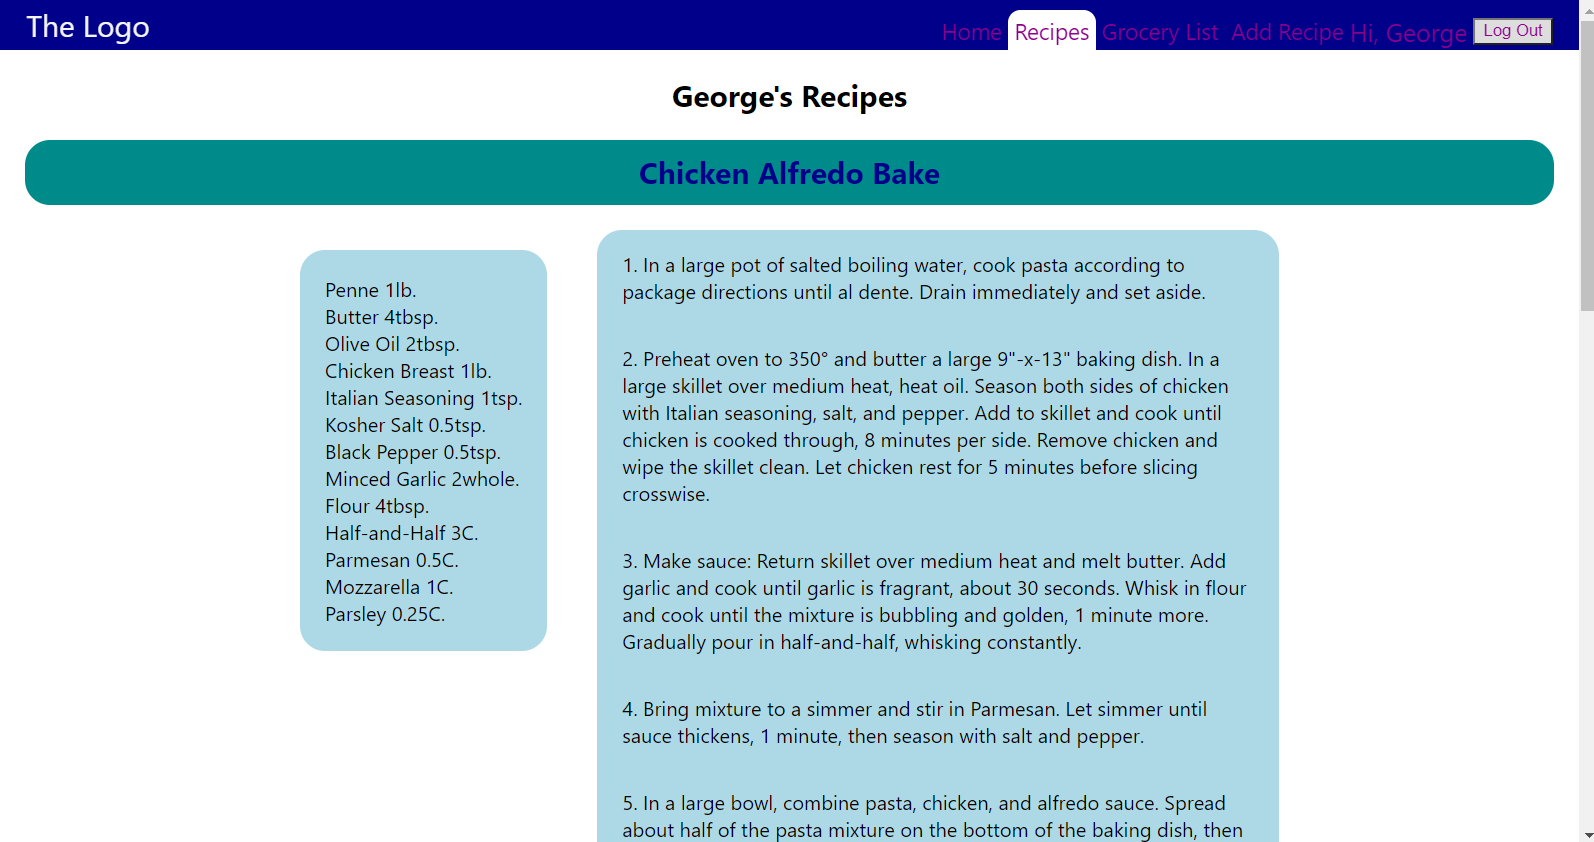 The Logo
Home Recipes Grocery List Add Recipe Hi, George Log Out
George's Recipes
Chicken Alfredo Bake
Penne 1lb.
Butter 4tbsp.
Olive Oil 2tbsp.
Chicken Breast 1lb.
Italian Seasoning 1tsp.
Kosher Salt 0.5tsp.
Black Pepper 0.5tsp.
Minced Garlic 2whole.
Flour 4tbsp.
Half-and-Half 3C.
Parmesan 0.5C.
Mozzarella 1C.
Parsley 0.25C.
1. In a large pot of salted boiling water, cook pasta according to
package directions until al dente. Drain immediately and set aside.
2. Preheat oven to 350° and butter a large 9"-x-13" baking dish. In a
large skillet over medium heat, heat oil. Season both sides of chicken
with Italian seasoning, salt, and pepper. Add to skillet and cook until
chicken is cooked through, 8 minutes per side. Remove chicken and
wipe the skillet clean. Let chicken rest for 5 minutes before slicing
crosswise.
3. Make sauce: Return skillet over medium heat and melt butter. Add
garlic and cook until garlic is fragrant, about 30 seconds. Whisk in flour
and cook until the mixture is bubbling and golden, 1 minute more.
Gradually pour in half-and-half, whisking constantly.
4. Bring mixture to a simmer and stir in Parmesan. Let simmer until
sauce thickens, 1 minute, then season with salt and pepper.
5. In a large bowl, combine pasta, chicken, and alfredo sauce. Spread
about half of the pasta mixture on the bottom of the baking dish, then